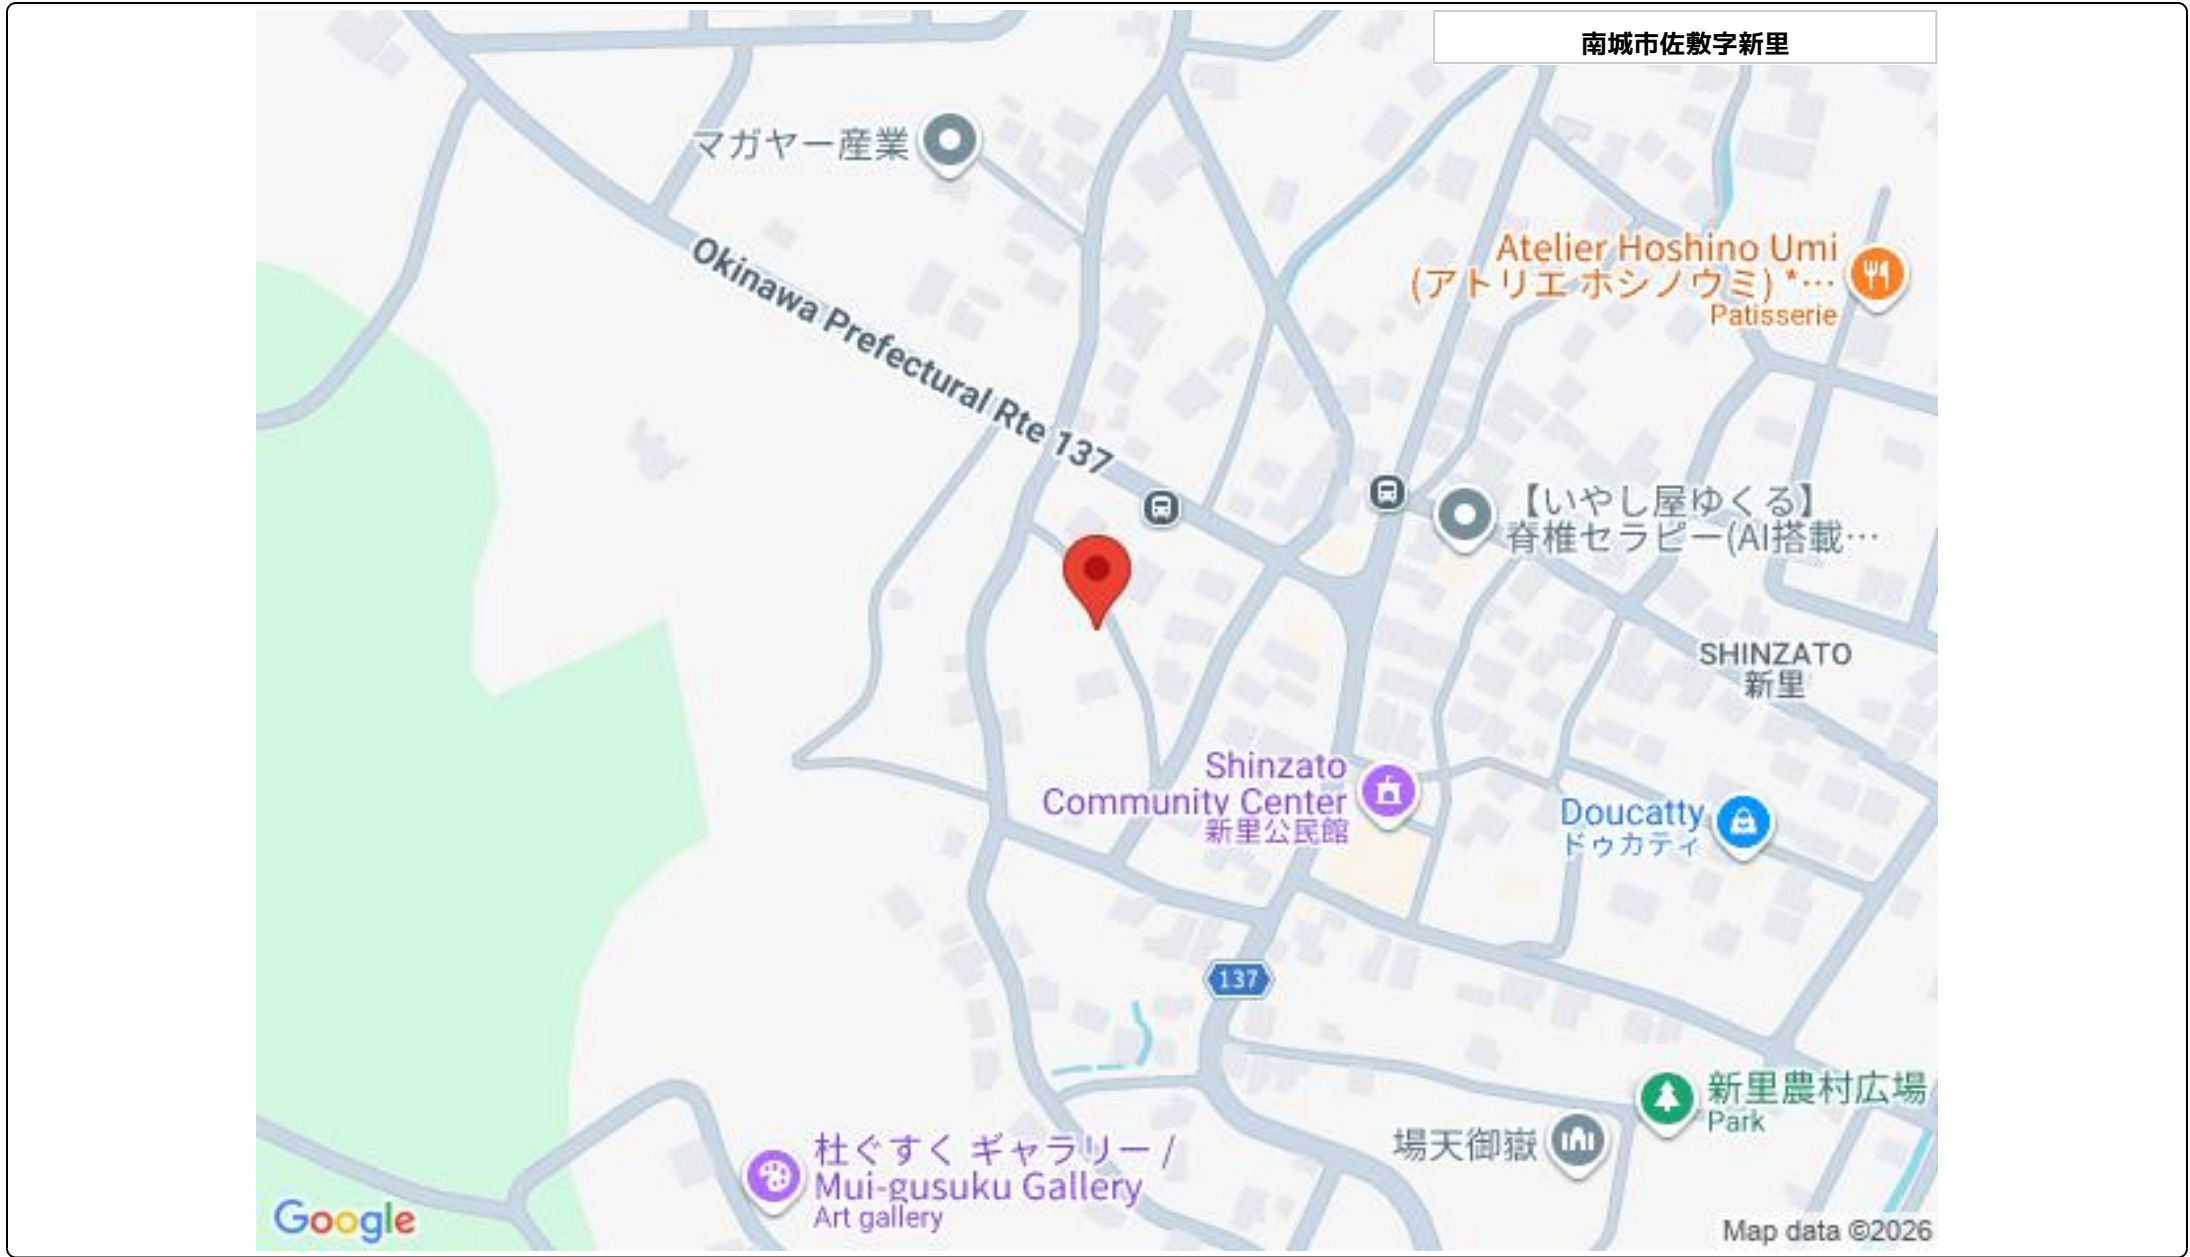 南城市佐敷字新里
マガヤー産業
Okinawa Prefectural Rte 137
Atelier Hoshino Umi
(アトリエ ホシノウミ) *…
Patisserie
【いやし屋ゆくる】
脊椎セラピー(AI搭載…
SHINZATO
新里
Shinzato
Community Center
新里公民館
Doucatty
ドゥカティ
137
新里農村広場
Park
場天御嶽
杜ぐすく ギャラリー /
Mui-gusuku Gallery
Art gallery
Google
Map data ©2026